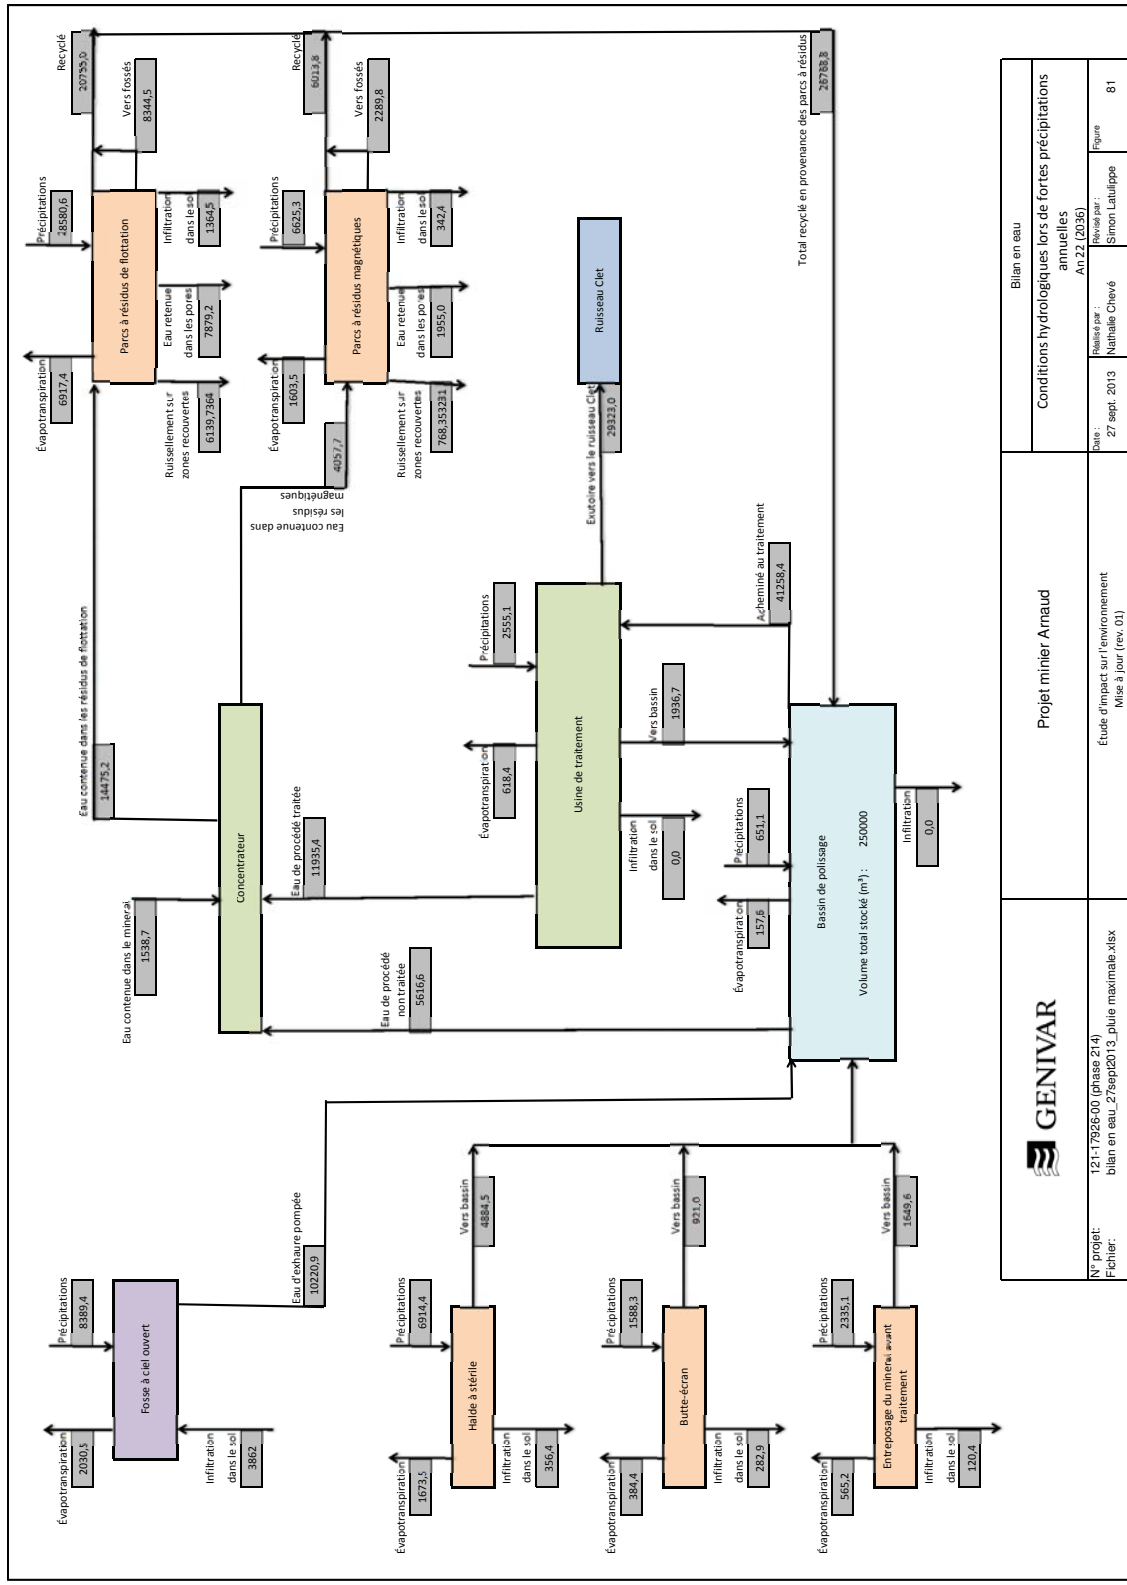 Évapotranspiration
2030,5
Précipitations
8389,4
Fosse à ciel ouvert
Infiltration
dans le sol
3862
Eau d'exhaure pompée
10220,9
Évapotranspiration
1673,5
Précipitations
6914,4
Halde à stérile
Infiltration
dans le sol
356,4
Vers bassin
4884,5
Évapotranspiration
384,4
Précipitations
1588,3
Butte-écran
Infiltration
dans le sol
282,9
Vers bassin
921,0
Évapotranspiration
565,2
Précipitations
2335,1
Entreposage du minerai avant
traitement
Infiltration
dans le sol
120,4
Vers bassin
1649,6
Eau contenue dans le minerai
1538,7
Concentrateur
Eau contenue dans les résidus de flottation
14475,2
Eau de procédé
non traitée
5616,6
Eau de procédé traitée
11935,4
Eau contenue dans
les résidus
magnétiques
4057,7
Évapotranspiration
618,4
Précipitations
2555,1
Usine de traitement
Infiltration
dans le sol
0,0
Vers bassin
1936,7
Acheminé au traitement
41258,4
Exutoire vers le ruisseau Clet
29323,0
Ruisseau Clet
Évapotranspiration
157,6
Précipitations
651,1
Bassin de polissage
Volume total stocké (m³) : 250000
Infiltration
0,0
Évapotranspiration
6917,4
Précipitations
28580,6
Parcs à résidus de flottation
Ruissellement sur
zones recouvertes
6139,7364
Eau retenue
dans les pores
7879,2
Infiltration
dans le sol
1364,5
Vers fossés
8344,5
Recyclé
20755,0
Évapotranspiration
1603,5
Précipitations
6625,3
Parcs à résidus magnétiques
Ruissellement sur
zones recouvertes
768,353231
Eau retenue
dans les pores
1955,0
Infiltration
dans le sol
342,4
Vers fossés
2289,8
Recyclé
6013,8
Total recyclé en provenance des parcs à résidus
26768,8
GENIVAR
N° projet: 121-17926-00 (phase 214)
Fichier: bilan en eau_27sept2013_pluie maximale.xlsx
Projet minier Arnaud
Étude d'impact sur l'environnement
Mise à jour (rev. 01)
Bilan en eau
Conditions hydrologiques lors de fortes précipitations
annuelles
An 22 (2036)
Date : 27 sept. 2013
Réalisé par : Nathalie Chevé
Révisé par : Simon Latulippe
Figure 81